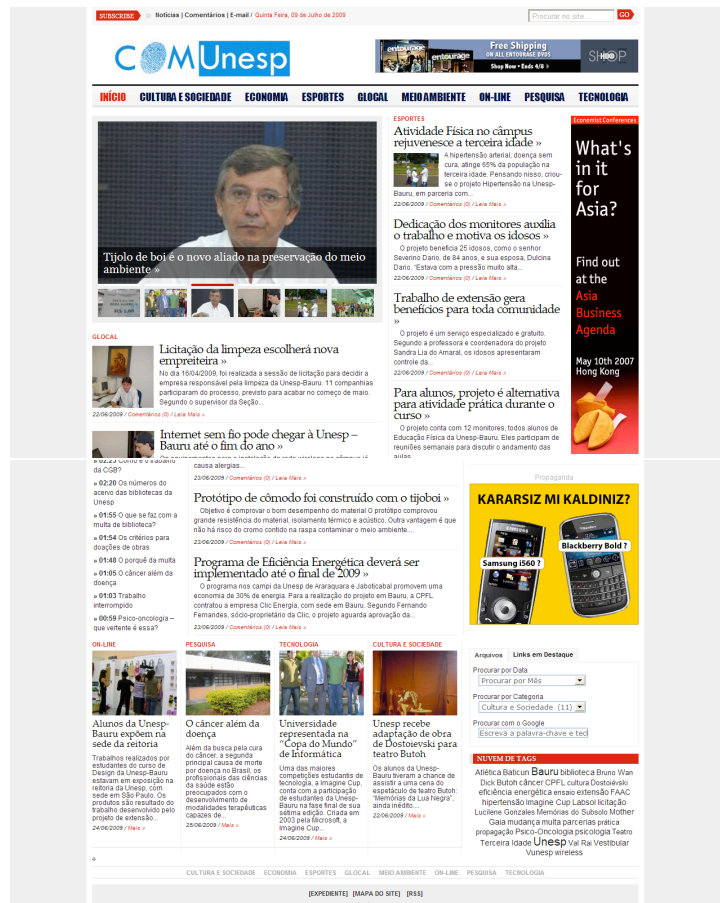 SUBSCRIBE
Notícias | Comentários | E-mail / Quinta Feira, 09 de Julho de 2009
Procurar no site...
GO
COMUnesp
entourage
entourage
Free Shipping
ON ALL ENTOURAGE DVDS
Shop Now • Ends 4/8 >
SHOP
HBO
INÍCIO CULTURA E SOCIEDADE ECONOMIA ESPORTES GLOCAL MEIO AMBIENTE ON-LINE PESQUISA TECNOLOGIA
Tijolo de boi é o novo aliado na preservação do meio
ambiente »
GLOCAL
Licitação da limpeza escolherá nova
empreiteira »
No dia 16/04/2009, foi realizada a sessão de licitação para decidir a
empresa responsável pela limpeza da Unesp-Bauru. 11 companhias
participaram do processo, previsto para acabar no começo de maio.
Segundo o supervisor da Seção...
22/06/2009 / Comentários (0) / Leia Mais »
Internet sem fio pode chegar à Unesp –
Bauru até o fim do ano »
ESPORTES
Atividade Física no câmpus
rejuvenesce a terceira idade »
A hipertensão arterial, doença sem
cura, atinge 65% da população na
terceira idade. Pensando nisso, criou-
se o projeto Hipertensão na Unesp-
Bauru, em parceria com...
22/06/2009 / Comentários (0) / Leia Mais »
Dedicação dos monitores auxilia
o trabalho e motiva os idosos »
O projeto beneficia 25 idosos, como o senhor
Severino Dario, de 84 anos, e sua esposa, Dulcina
Dario. "Estava com a pressão muito alta...
22/06/2009 / Comentários (0) / Leia Mais »
Trabalho de extensão gera
benefícios para toda comunidade
»
O projeto é um serviço especializado e gratuito.
Segundo a professora e coordenadora do projeto
Sandra Lia do Amaral, os idosos apresentaram
controle da...
22/06/2009 / Comentários (0) / Leia Mais »
Para alunos, projeto é alternativa
para atividade prática durante o
curso »
O projeto conta com 12 monitores, todos alunos de
Educação Física da Unesp-Bauru. Eles participam de
reuniões semanais para discutir o andamento das
aulas
Economist Conferences
What's
in it
for
Asia?
Find out
at the
Asia
Business
Agenda
May 10th 2007
Hong Kong
» 02:25 Como é o trabalho
da CGB?
» 02:20 Os números do
acervo das bibliotecas da
Unesp
» 01:55 O que se faz com a
multa de biblioteca?
» 01:54 Os critérios para
doações de obras
» 01:48 O porquê da multa
» 01:05 O câncer além da
doença
» 01:03 Trabalho
interrompido
» 00:59 Psico-oncologia –
que vertente é essa?
causa alergias...
23/06/2009 / Comentários (0) / Leia Mais »
Protótipo de cômodo foi construído com o tijoboi »
Objetivo é comprovar o bom desempenho do material O protótipo comprovou
grande resistência do material, isolamento térmico e acústico. Outra vantagem é que
não há risco do cromo contido na raspa contaminar o meio ambiente....
23/06/2009 / Comentários (0) / Leia Mais »
Programa de Eficiência Energética deverá ser
implementado até o final de 2009 »
O programa nos campi da Unesp de Araraquara e Jaboticabal promovem uma
economia de 30% de energia. Para a realização do projeto em Bauru, a CPFL
contratou a empresa Clic Energia, com sede em Bauru. Segundo Fernando
Fernandes, sócio-proprietário da Clic, o projeto aguarda aprovação da...
23/06/2009 / Comentários (0) / Leia Mais »
Propaganda
KARARSIZ MI KALDINIZ?
Samsung i560 ?
Blackberry Bold ?
ON-LINE
Alunos da Unesp-
Bauru expõem na
sede da reitoria
Trabalhos realizados por
estudantes do curso de
Design da Unesp-Bauru
estavam em exposição na
reitoria da Unesp, com
sede em São Paulo. Os
produtos são resultado do
trabalho desenvolvido pelo
projeto de extensão...
24/06/2009 / Mais »
PESQUISA
O câncer além da
doença
Além da busca pela cura
do câncer, a segunda
principal causa de morte
por doença no Brasil, os
profissionais das ciências
da saúde estão
preocupados com o
desenvolvimento de
modalidades terapêuticas
capazes de...
25/06/2009 / Mais »
TECNOLOGIA
Universidade
representada na
"Copa do Mundo"
de Informática
Uma das maiores
competições estudantis de
tecnologia, a Imagine Cup,
conta com a participação
de estudantes da Unesp-
Bauru na fase final de sua
sétima edição. Criada em
2003 pela Microsoft, a
Imagine Cup...
24/06/2009 / Mais »
CULTURA E SOCIEDADE
Unesp recebe
adaptação de obra
de Dostoievski para
teatro Butoh
Os alunos da Unesp-
Bauru tiveram a chance de
assistir a uma cena do
espetáculo de teatro Butoh:
"Memórias da Lua Negra",
ainda inédito...
22/06/2009 / Mais »
Arquivos Links em Destaque
Procurar por Data
Procurar por Mês
Procurar por Categoria
Cultura e Sociedade (11)
Procurar com o Google
Escreva a palavra-chave e tecl
NUVEM DE TAGS
Atlética Baticun Bauru biblioteca Bruno Wan
Dick Butoh câncer CPFL cultura Dostoiévski
eficiência energética ensaio extensão FAAC
hipertensão Imagine Cup Labsol licitação
Lucilene Gonzales Memórias do Subsolo Mother
Gaia mudança multa parcerias prática
propagação Psico-Oncologia psicologia Teatro
Terceira Idade Unesp Val Rai Vestibular
Vunesp wireless
CULTURA E SOCIEDADE ECONOMIA ESPORTES GLOCAL MEIO AMBIENTE ON-LINE PESQUISA TECNOLOGIA
[EXPEDIENTE] [MAPA DO SITE] [RSS]